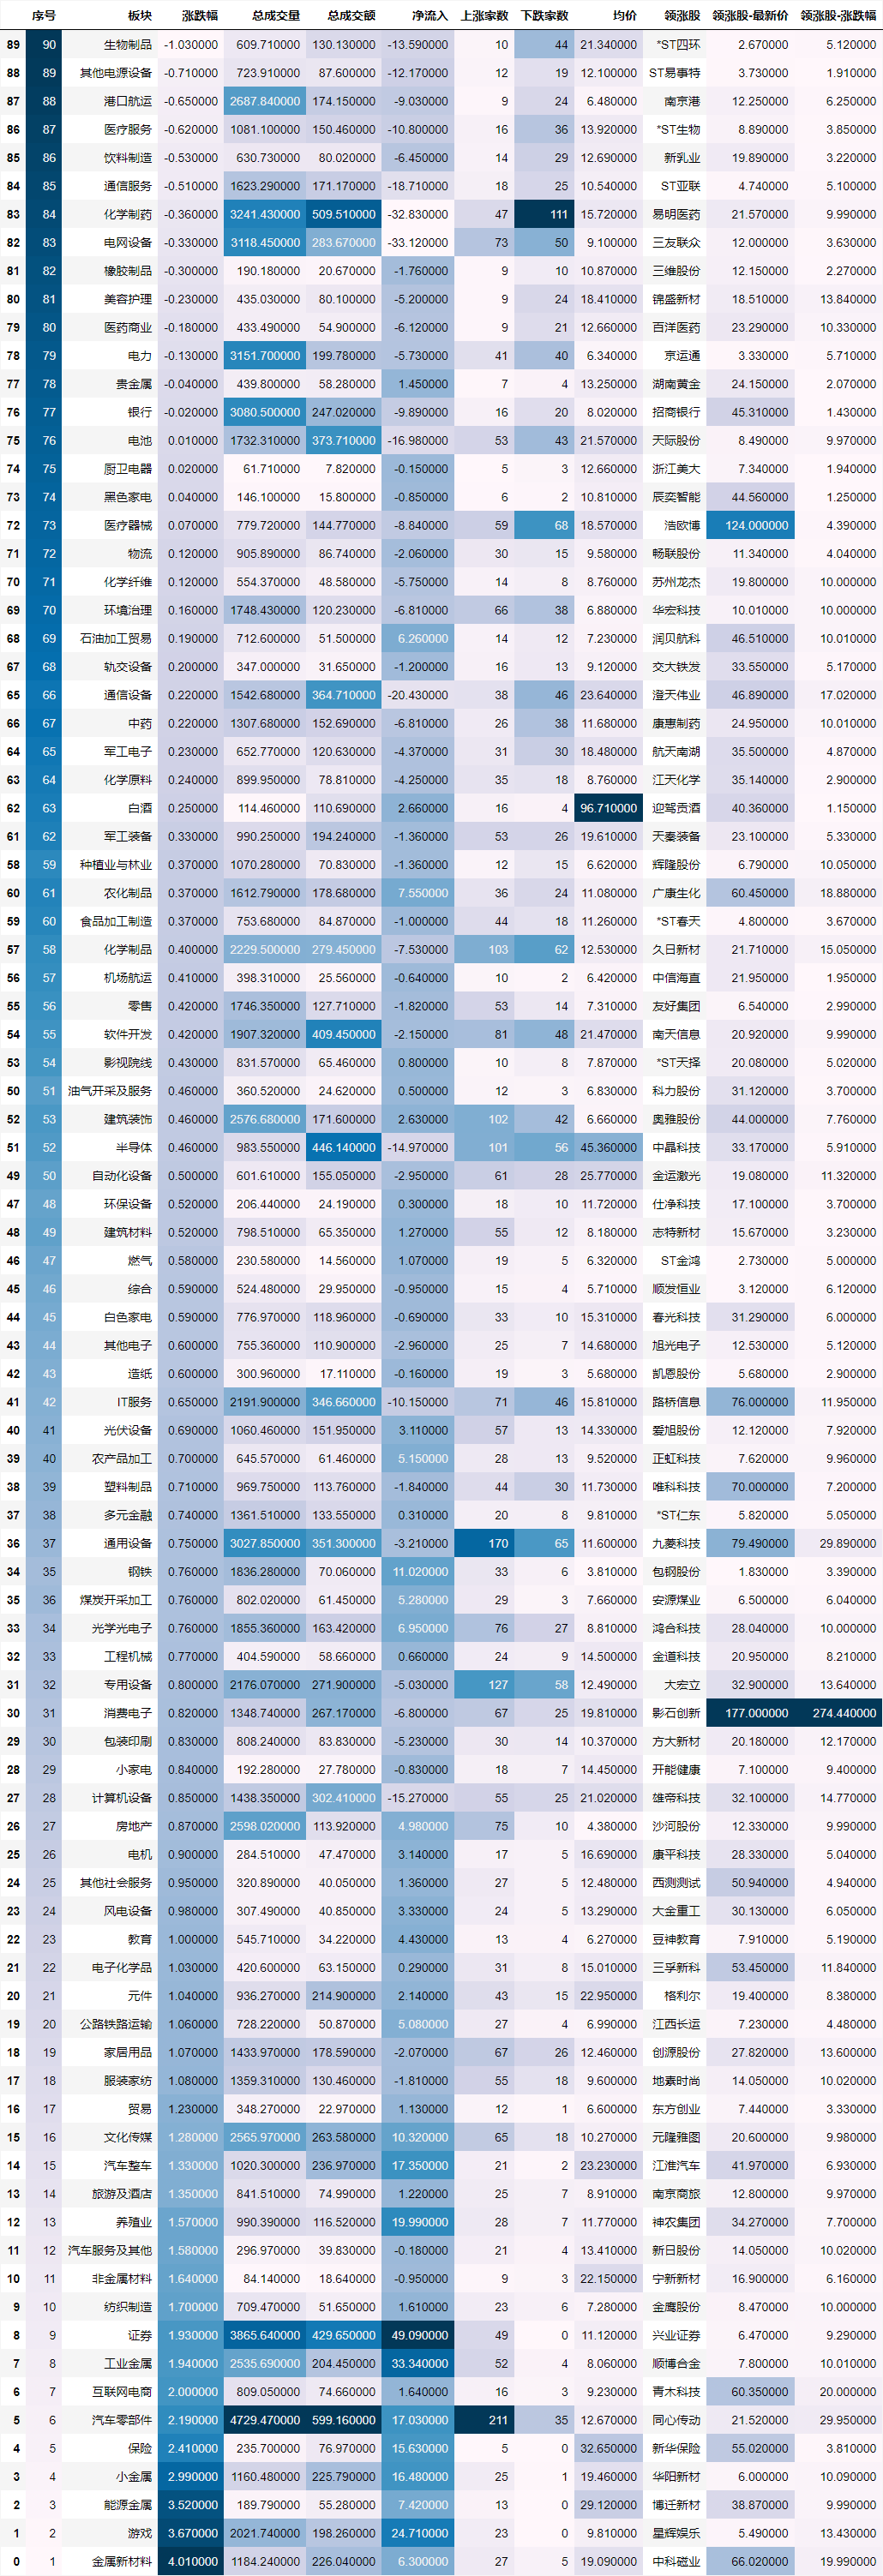 序号 板块 涨跌幅 总成交量 总成交额 净流入 上涨家数 下跌家数 均价 领涨股 领涨股-最新价 领涨股-涨跌幅
89 90 生物制品 -1.030000 609.710000 130.130000 -13.590000 10 44 21.340000 *ST四环 2.670000 5.120000
88 89 其他电源设备 -0.710000 723.910000 87.600000 -12.170000 12 19 12.100000 ST易事特 3.730000 1.910000
87 88 港口航运 -0.650000 2687.840000 174.150000 -9.030000 9 24 6.480000 南京港 12.250000 6.250000
86 87 医疗服务 -0.620000 1081.100000 150.460000 -10.800000 16 36 13.920000 *ST生物 8.890000 3.850000
85 86 饮料制造 -0.530000 630.730000 80.020000 -6.450000 14 29 12.690000 新乳业 19.890000 3.220000
84 85 通信服务 -0.510000 1623.290000 171.170000 -18.710000 18 25 10.540000 ST亚联 4.740000 5.100000
83 84 化学制药 -0.360000 3241.430000 509.510000 -32.830000 47 111 15.720000 易明医药 21.570000 9.990000
82 83 电网设备 -0.330000 3118.450000 283.670000 -33.120000 73 50 9.100000 三友联众 12.000000 3.630000
81 82 橡胶制品 -0.300000 190.180000 20.670000 -1.760000 9 10 10.870000 三维股份 12.150000 2.270000
80 81 美容护理 -0.230000 435.030000 80.100000 -5.200000 9 24 18.410000 锦盛新材 18.510000 13.840000
79 80 医药商业 -0.180000 433.490000 54.900000 -6.120000 9 21 12.660000 百洋医药 23.290000 10.330000
78 79 电力 -0.130000 3151.700000 199.780000 -5.730000 41 40 6.340000 京运通 3.330000 5.710000
77 78 贵金属 -0.040000 439.800000 58.280000 1.450000 7 4 13.250000 湖南黄金 24.150000 2.070000
76 77 银行 -0.020000 3080.500000 247.020000 -9.890000 16 20 8.020000 招商银行 45.310000 1.430000
75 76 电池 0.010000 1732.310000 373.710000 -16.980000 53 43 21.570000 天际股份 8.490000 9.970000
74 75 厨卫电器 0.020000 61.710000 7.820000 -0.150000 5 3 12.660000 浙江美大 7.340000 1.940000
73 74 黑色家电 0.040000 146.100000 15.800000 -0.850000 6 2 10.810000 辰奕智能 44.560000 1.250000
72 73 医疗器械 0.070000 779.720000 144.770000 -8.840000 59 68 18.570000 浩欧博 124.000000 4.390000
71 72 物流 0.120000 905.890000 86.740000 -2.060000 30 15 9.580000 畅联股份 11.340000 4.040000
70 71 化学纤维 0.120000 554.370000 48.580000 -5.750000 14 8 8.760000 苏州龙杰 19.800000 10.000000
69 70 环境治理 0.160000 1748.430000 120.230000 -6.810000 66 38 6.880000 华宏科技 10.010000 10.000000
68 69 石油加工贸易 0.190000 712.600000 51.500000 6.260000 14 12 7.230000 润贝航科 46.510000 10.010000
67 68 轨交设备 0.200000 347.000000 31.650000 -1.200000 16 13 9.120000 交大铁发 33.550000 5.170000
65 66 通信设备 0.220000 1542.680000 364.710000 -20.430000 38 46 23.640000 澄天伟业 46.890000 17.020000
66 67 中药 0.220000 1307.680000 152.690000 -6.810000 26 38 11.680000 康惠制药 24.950000 10.010000
64 65 军工电子 0.230000 652.770000 120.630000 -4.370000 31 30 18.480000 航天南湖 35.500000 4.870000
63 64 化学原料 0.240000 899.950000 78.810000 -4.250000 35 18 8.760000 江天化学 35.140000 2.900000
62 63 白酒 0.250000 114.460000 110.690000 2.660000 16 4 96.710000 迎驾贡酒 40.360000 1.150000
61 62 军工装备 0.330000 990.250000 194.240000 -1.360000 53 26 19.610000 天秦装备 23.100000 5.330000
58 59 种植业与林业 0.370000 1070.280000 70.830000 -1.360000 12 15 6.620000 辉隆股份 6.790000 10.050000
60 61 农化制品 0.370000 1612.790000 178.680000 7.550000 36 24 11.080000 广康生化 60.450000 18.880000
59 60 食品加工制造 0.370000 753.680000 84.870000 -1.000000 44 18 11.260000 *ST春天 4.800000 3.670000
57 58 化学制品 0.400000 2229.500000 279.450000 -7.530000 103 62 12.530000 久日新材 21.710000 15.050000
56 57 机场航运 0.410000 398.310000 25.560000 -0.640000 10 2 6.420000 中信海直 21.950000 1.950000
55 56 零售 0.420000 1746.350000 127.710000 -1.820000 53 14 7.310000 友好集团 6.540000 2.990000
54 55 软件开发 0.420000 1907.320000 409.450000 -2.150000 81 48 21.470000 南天信息 20.920000 9.990000
53 54 影视院线 0.430000 831.570000 65.460000 0.800000 10 8 7.870000 *ST天择 20.080000 5.020000
50 51 油气开采及服务 0.460000 360.520000 24.620000 0.500000 12 3 6.830000 科力股份 31.120000 3.700000
52 53 建筑装饰 0.460000 2576.680000 171.600000 2.630000 102 42 6.660000 奥雅股份 44.000000 7.760000
51 52 半导体 0.460000 983.550000 446.140000 -14.970000 101 56 45.360000 中晶科技 33.170000 5.910000
49 50 自动化设备 0.500000 601.610000 155.050000 -2.950000 61 28 25.770000 金运激光 19.080000 11.320000
47 48 环保设备 0.520000 206.440000 24.190000 0.300000 18 10 11.720000 仕净科技 17.100000 3.700000
48 49 建筑材料 0.520000 798.510000 65.350000 1.270000 55 12 8.180000 志特新材 15.670000 3.230000
46 47 燃气 0.580000 230.580000 14.560000 1.070000 19 5 6.320000 ST金鸿 2.730000 5.000000
45 46 综合 0.590000 524.480000 29.950000 -0.950000 15 4 5.710000 顺发恒业 3.120000 6.120000
44 45 白色家电 0.590000 776.970000 118.960000 -0.690000 33 10 15.310000 春光科技 31.290000 6.000000
43 44 其他电子 0.600000 755.360000 110.900000 -2.960000 25 7 14.680000 旭光电子 12.530000 5.120000
42 43 造纸 0.600000 300.960000 17.110000 -0.160000 19 3 5.680000 凯恩股份 5.680000 2.900000
41 42 IT服务 0.650000 2191.900000 346.660000 -10.150000 71 46 15.810000 路桥信息 76.000000 11.950000
40 41 光伏设备 0.690000 1060.460000 151.950000 3.110000 57 13 14.330000 爱旭股份 12.120000 7.920000
39 40 农产品加工 0.700000 645.570000 61.460000 5.150000 28 13 9.520000 正虹科技 7.620000 9.960000
38 39 塑料制品 0.710000 969.750000 113.760000 -1.840000 44 30 11.730000 唯科科技 70.000000 7.200000
37 38 多元金融 0.740000 1361.510000 133.550000 0.310000 20 8 9.810000 *ST仁东 5.820000 5.050000
36 37 通用设备 0.750000 3027.850000 351.300000 -3.210000 170 65 11.600000 九菱科技 79.490000 29.890000
34 35 钢铁 0.760000 1836.280000 70.060000 11.020000 33 6 3.810000 包钢股份 1.830000 3.390000
35 36 煤炭开采加工 0.760000 802.020000 61.450000 5.280000 29 3 7.660000 安源煤业 6.500000 6.040000
33 34 光学光电子 0.760000 1855.360000 163.420000 6.950000 76 27 8.810000 鸿合科技 28.040000 10.000000
32 33 工程机械 0.770000 404.590000 58.660000 0.660000 24 9 14.500000 金道科技 20.950000 8.210000
31 32 专用设备 0.800000 2176.070000 271.900000 -5.030000 127 58 12.490000 大宏立 32.900000 13.640000
30 31 消费电子 0.820000 1348.740000 267.170000 -6.800000 67 25 19.810000 影石创新 177.000000 274.440000
29 30 包装印刷 0.830000 808.240000 83.830000 -5.230000 30 14 10.370000 方大新材 20.180000 12.170000
28 29 小家电 0.840000 192.280000 27.780000 -0.830000 18 7 14.450000 开能健康 7.100000 9.400000
27 28 计算机设备 0.850000 1438.350000 302.410000 -15.270000 55 25 21.020000 雄帝科技 32.100000 14.770000
26 27 房地产 0.870000 2598.020000 113.920000 4.980000 75 10 4.380000 沙河股份 12.330000 9.990000
25 26 电机 0.900000 284.510000 47.470000 3.140000 17 5 16.690000 康平科技 28.330000 5.040000
24 25 其他社会服务 0.950000 320.890000 40.050000 1.360000 27 5 12.480000 西测测试 50.940000 4.940000
23 24 风电设备 0.980000 307.490000 40.850000 3.330000 24 5 13.290000 大金重工 30.130000 6.050000
22 23 教育 1.000000 545.710000 34.220000 4.430000 13 4 6.270000 豆神教育 7.910000 5.190000
21 22 电子化学品 1.030000 420.600000 63.150000 0.290000 31 8 15.010000 三孚新科 53.450000 11.840000
20 21 元件 1.040000 936.270000 214.900000 2.140000 43 15 22.950000 格利尔 19.400000 8.380000
19 20 公路铁路运输 1.060000 728.220000 50.870000 5.080000 27 4 6.990000 江西长运 7.230000 4.480000
18 19 家居用品 1.070000 1433.970000 178.590000 -2.070000 67 26 12.460000 创源股份 27.820000 13.600000
17 18 服装家纺 1.080000 1359.310000 130.460000 -1.810000 55 18 9.600000 地素时尚 14.050000 10.020000
16 17 贸易 1.230000 348.270000 22.970000 1.130000 12 1 6.600000 东方创业 7.440000 3.330000
15 16 文化传媒 1.280000 2565.970000 263.580000 10.320000 65 18 10.270000 元隆雅图 20.600000 9.980000
14 15 汽车整车 1.330000 1020.300000 236.970000 17.350000 21 2 23.230000 江淮汽车 41.970000 6.930000
13 14 旅游及酒店 1.350000 841.510000 74.990000 1.220000 25 7 8.910000 南京商旅 12.800000 9.970000
12 13 养殖业 1.570000 990.390000 116.520000 19.990000 28 7 11.770000 神农集团 34.270000 7.700000
11 12 汽车服务及其他 1.580000 296.970000 39.830000 -0.180000 21 4 13.410000 新日股份 14.050000 10.020000
10 11 非金属材料 1.640000 84.140000 18.640000 -0.950000 9 3 22.150000 宁新新材 16.900000 6.160000
9 10 纺织制造 1.700000 709.470000 51.650000 1.610000 23 6 7.280000 金鹰股份 8.470000 10.000000
8 9 证券 1.930000 3865.640000 429.650000 49.090000 49 0 11.120000 兴业证券 6.470000 9.290000
7 8 工业金属 1.940000 2535.690000 204.450000 33.340000 52 4 8.060000 顺博合金 7.800000 10.010000
6 7 互联网电商 2.000000 809.050000 74.660000 1.640000 16 3 9.230000 青木科技 60.350000 20.000000
5 6 汽车零部件 2.190000 4729.470000 599.160000 17.030000 211 35 12.670000 同心传动 21.520000 29.950000
4 5 保险 2.410000 235.700000 76.970000 15.630000 5 0 32.650000 新华保险 55.020000 3.810000
3 4 小金属 2.990000 1160.480000 225.790000 16.480000 25 1 19.460000 华阳新材 6.000000 10.090000
2 3 能源金属 3.520000 189.790000 55.280000 7.420000 13 0 29.120000 博迁新材 38.870000 9.990000
1 2 游戏 3.670000 2021.740000 198.260000 24.710000 23 0 9.810000 星辉娱乐 5.490000 13.430000
0 1 金属新材料 4.010000 1184.240000 226.040000 6.300000 27 5 19.090000 中科磁业 66.020000 19.990000